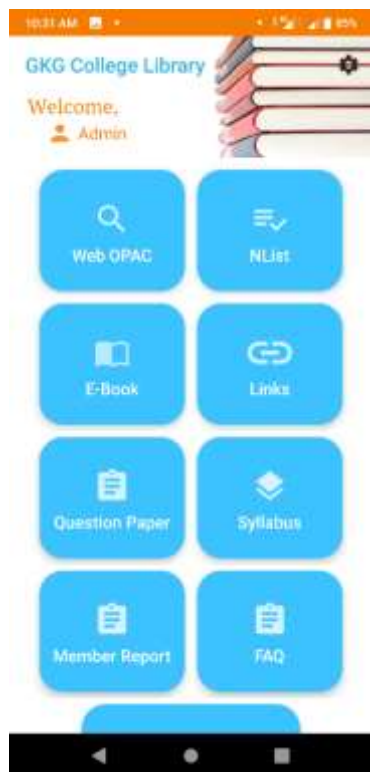 10:31 AM
85%
GKG College Library
Welcome,
Admin
Web OPAC
NList
E-Book
Links
Question Paper
Syllabus
Member Report
FAQ